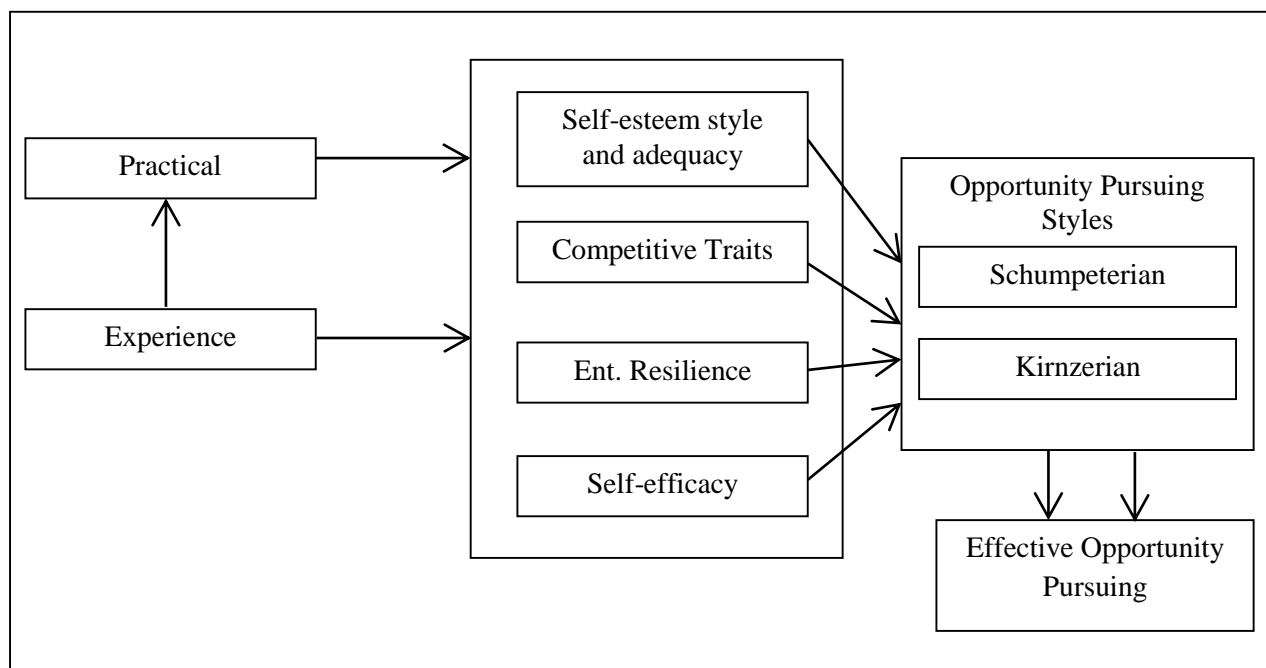 Practical
Experience
Self-esteem style
and adequacy
Competitive Traits
Ent. Resilience
Self-efficacy
Opportunity Pursuing
Styles
Schumpeterian
Kirnzerian
Effective Opportunity
Pursuing